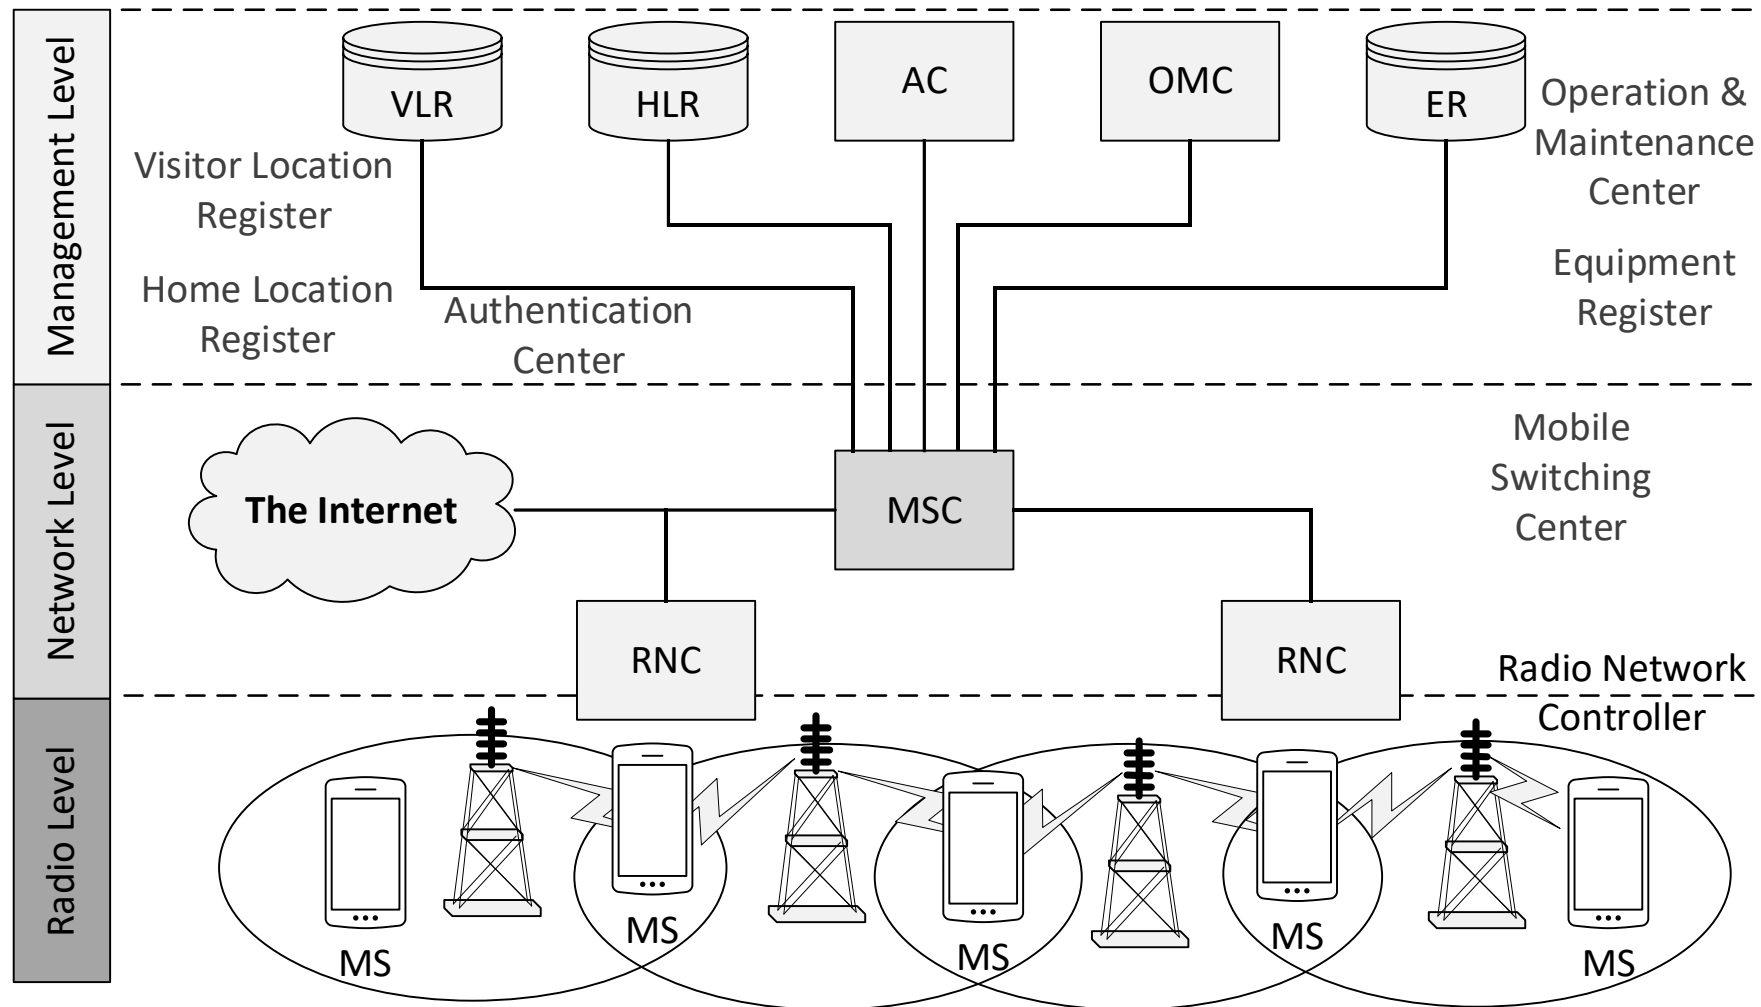 Management Level
VLR
HLR
AC
OMC
ER
Visitor Location
Register
Home Location
Register
Authentication
Center
Operation &
Maintenance
Center
Equipment
Register
Network Level
The Internet
MSC
Mobile
Switching
Center
RNC
RNC
Radio Network
Controller
Radio Level
MS
MS
MS
MS
MS